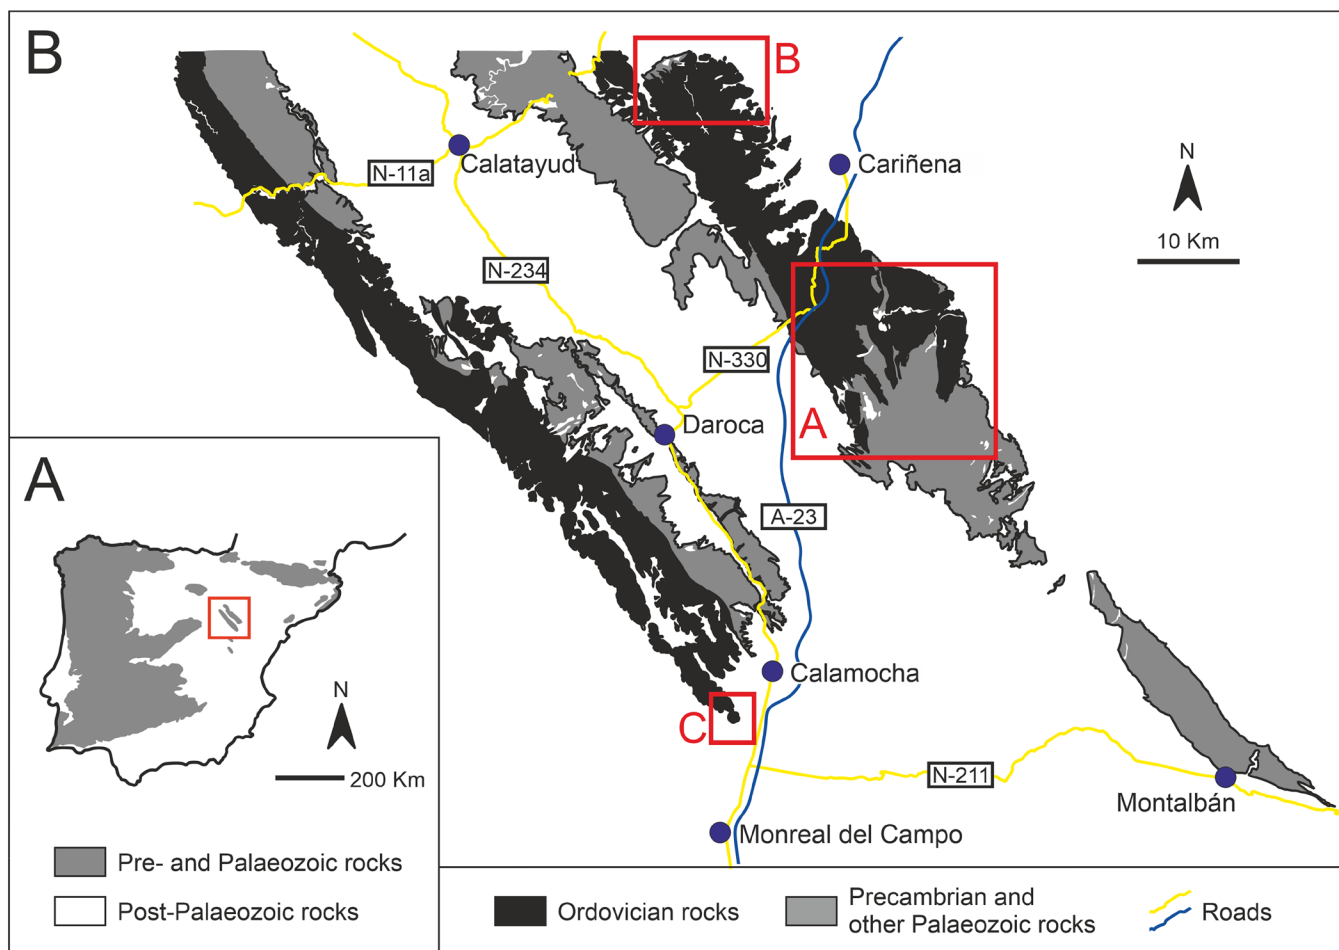 B
B
Calatayud
N-11a
Cariñena
N
10 Km
N-234
N-330
A
Daroca
A-23
A
N
200 Km
Calamocha
C
N-211
Montalbán
Monreal del Campo
Pre- and Palaeozoic rocks
Post-Palaeozoic rocks
Ordovician rocks
Precambrian and
other Palaeozoic rocks
Roads